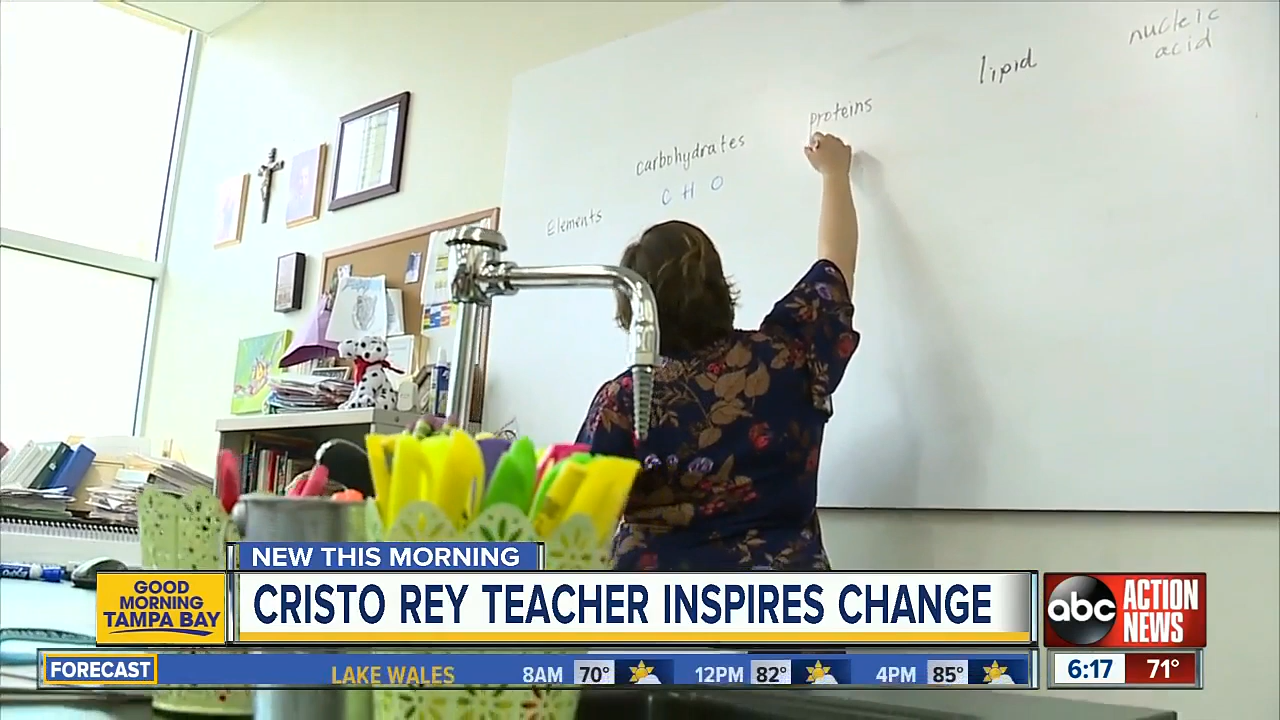 nucleic
acid
lipid
proteins
carbohydrates
C H O
Elements
NEW THIS MORNING
GOOD
MORNING
TAMPA BAY
CRISTO REY TEACHER INSPIRES CHANGE
abc ACTION
NEWS
FORECAST LAKE WALES 8AM 70° 12PM 82° 4PM 85°
6:17 71°